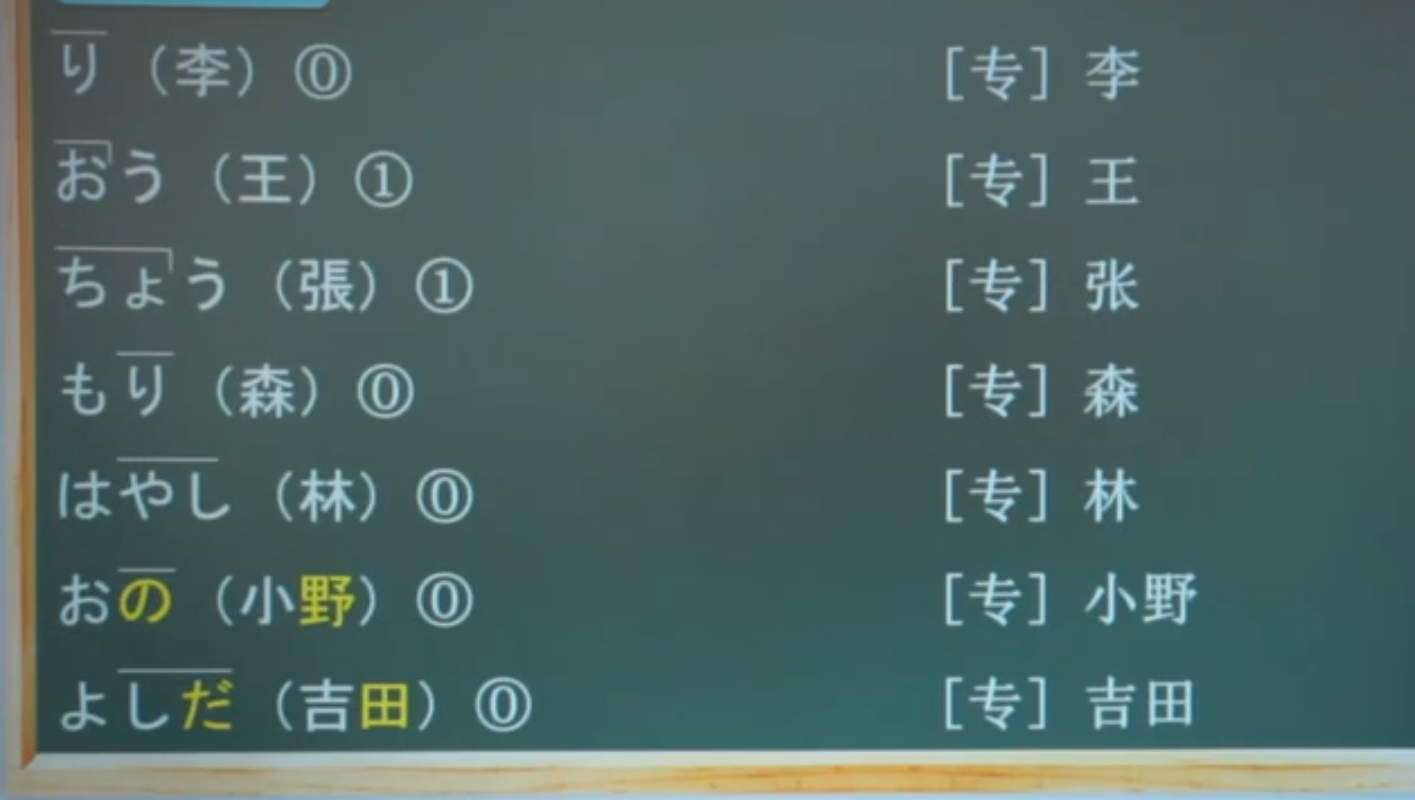 り（李）⓪ ［专］李
おう（王）① ［专］王
ちょう（張）① ［专］张
もり（森）⓪ ［专］森
はやし（林）⓪ ［专］林
おの（小野）⓪ ［专］小野
よしだ（吉田）⓪ ［专］吉田